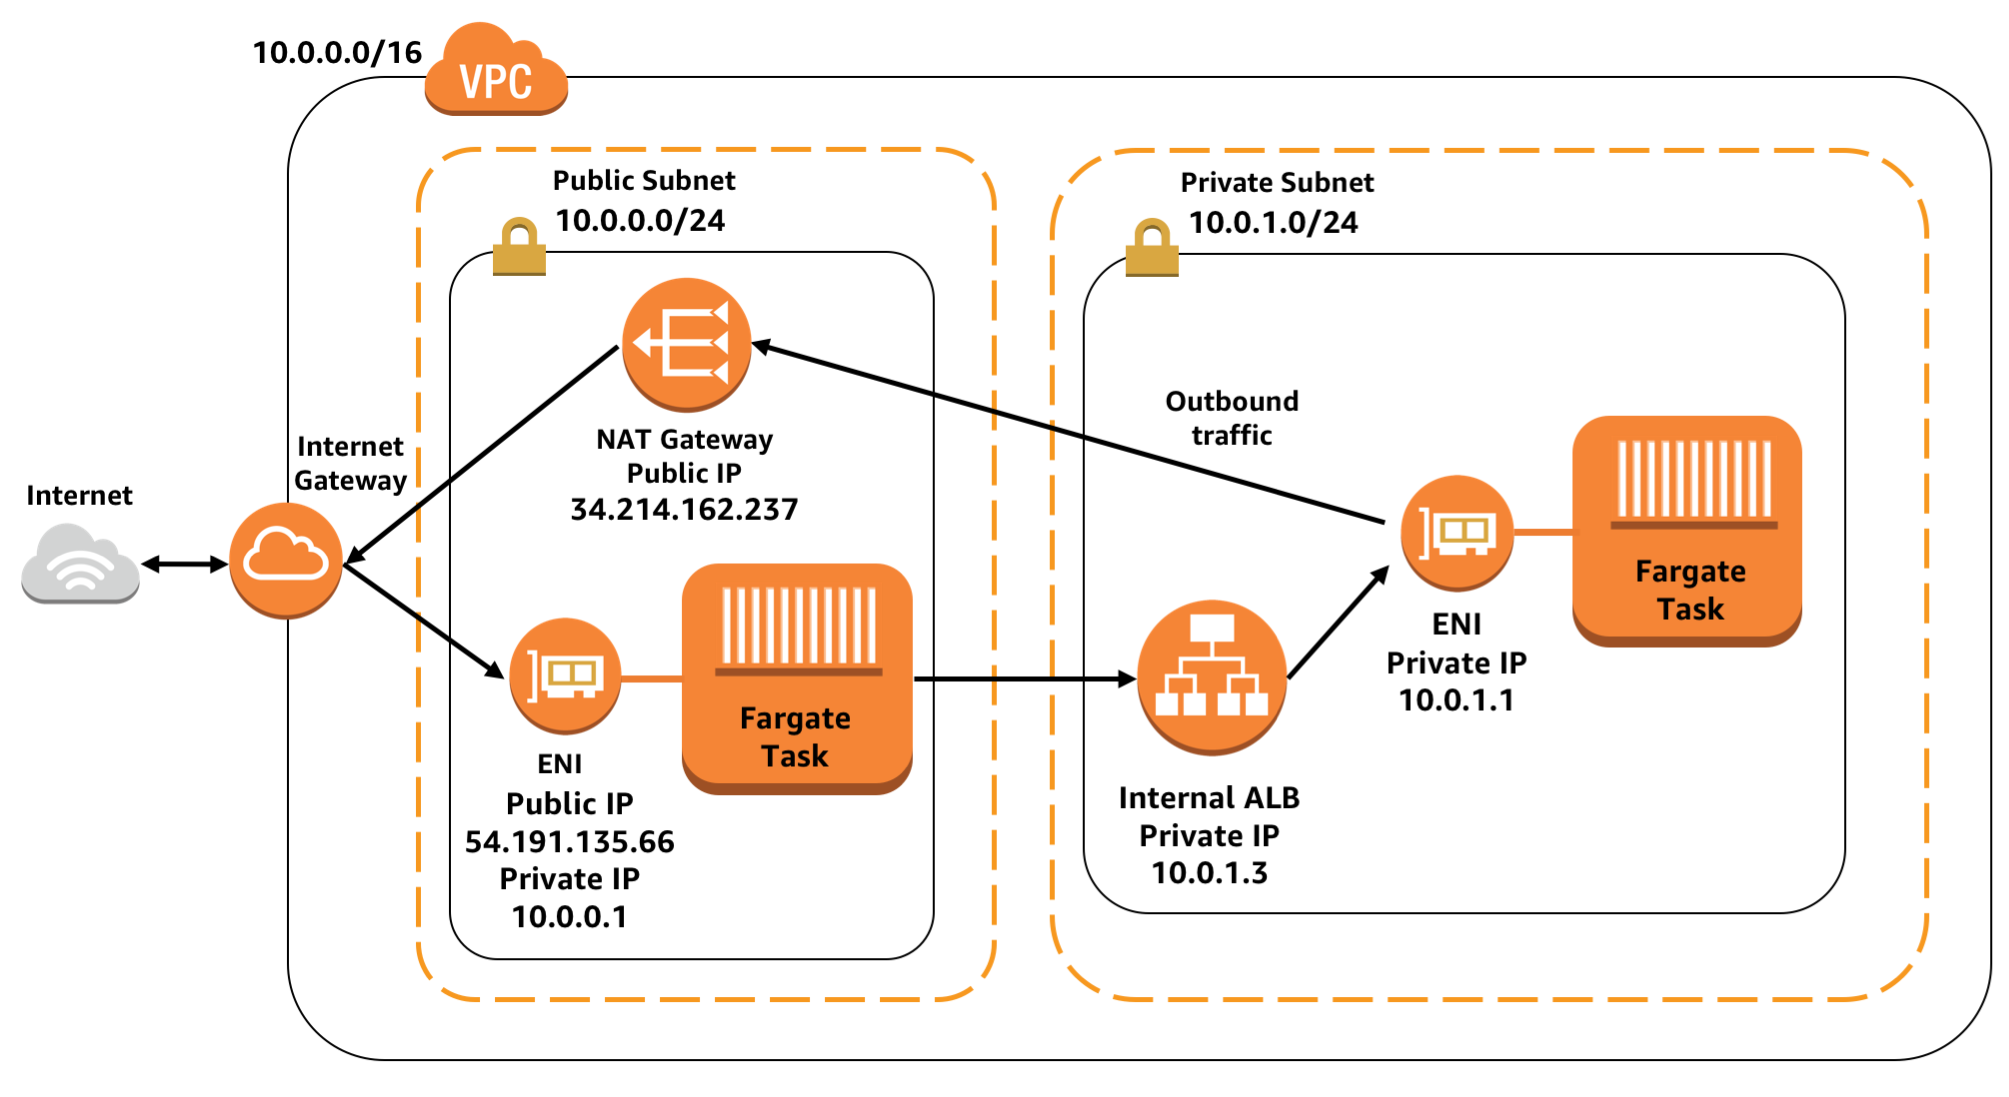 10.0.0.0/16
VPC
Public Subnet
10.0.0.0/24
Private Subnet
10.0.1.0/24
Internet
Internet
Gateway
NAT Gateway
Public IP
34.214.162.237
Outbound
traffic
Fargate
Task
ENI
Private IP
10.0.1.1
Fargate
Task
ENI
Public IP
54.191.135.66
Private IP
10.0.0.1
Internal ALB
Private IP
10.0.1.3